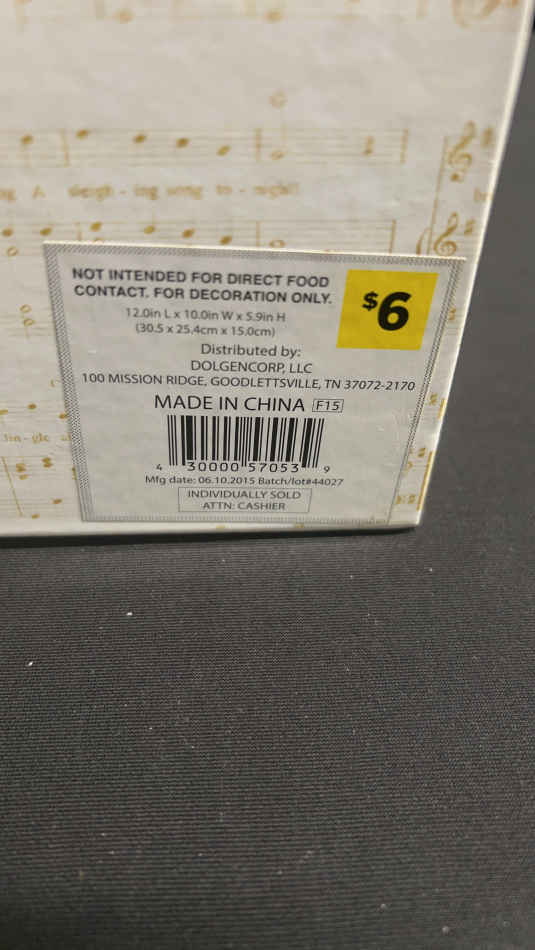 A sleigh - ing song to - night!
NOT INTENDED FOR DIRECT FOOD
CONTACT. FOR DECORATION ONLY.
$6
12.0in L x 10.0in W x 5.9in H
(30.5 x 25.4cm x 15.0cm)
Distributed by:
DOLGENCORP, LLC
100 MISSION RIDGE, GOODLETTSVILLE, TN 37072-2170
MADE IN CHINA F15
4 30000 57053 9
Mfg date: 06.10.2015 Batch/lot#44027
INDIVIDUALLY SOLD
ATTN: CASHIER